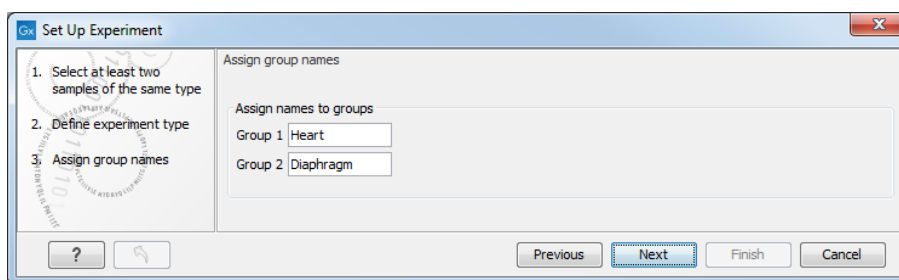 Gx Set Up Experiment
1. Select at least two
samples of the same type
2. Define experiment type
3. Assign group names
Assign group names
Assign names to groups
Group 1 Heart
Group 2 Diaphragm
?
Previous
Next
Finish
Cancel